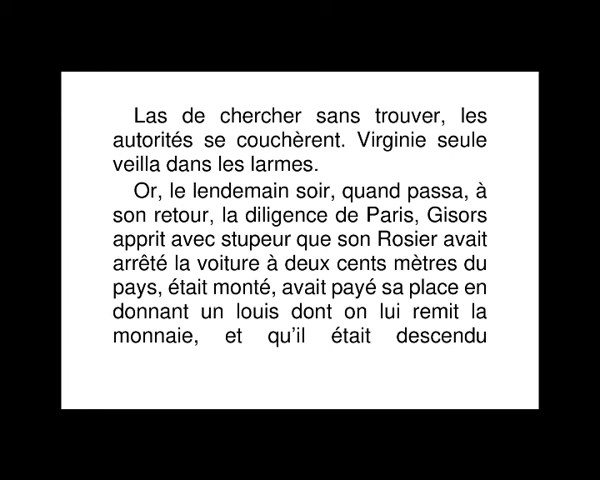 Las de chercher sans trouver, les
autorités se couchèrent. Virginie seule
veilla dans les larmes.
Or, le lendemain soir, quand passa, à
son retour, la diligence de Paris, Gisors
apprit avec stupeur que son Rosier avait
arrêté la voiture à deux cents mètres du
pays, était monté, avait payé sa place en
donnant un louis dont on lui remit la
monnaie, et qu’il était descendu